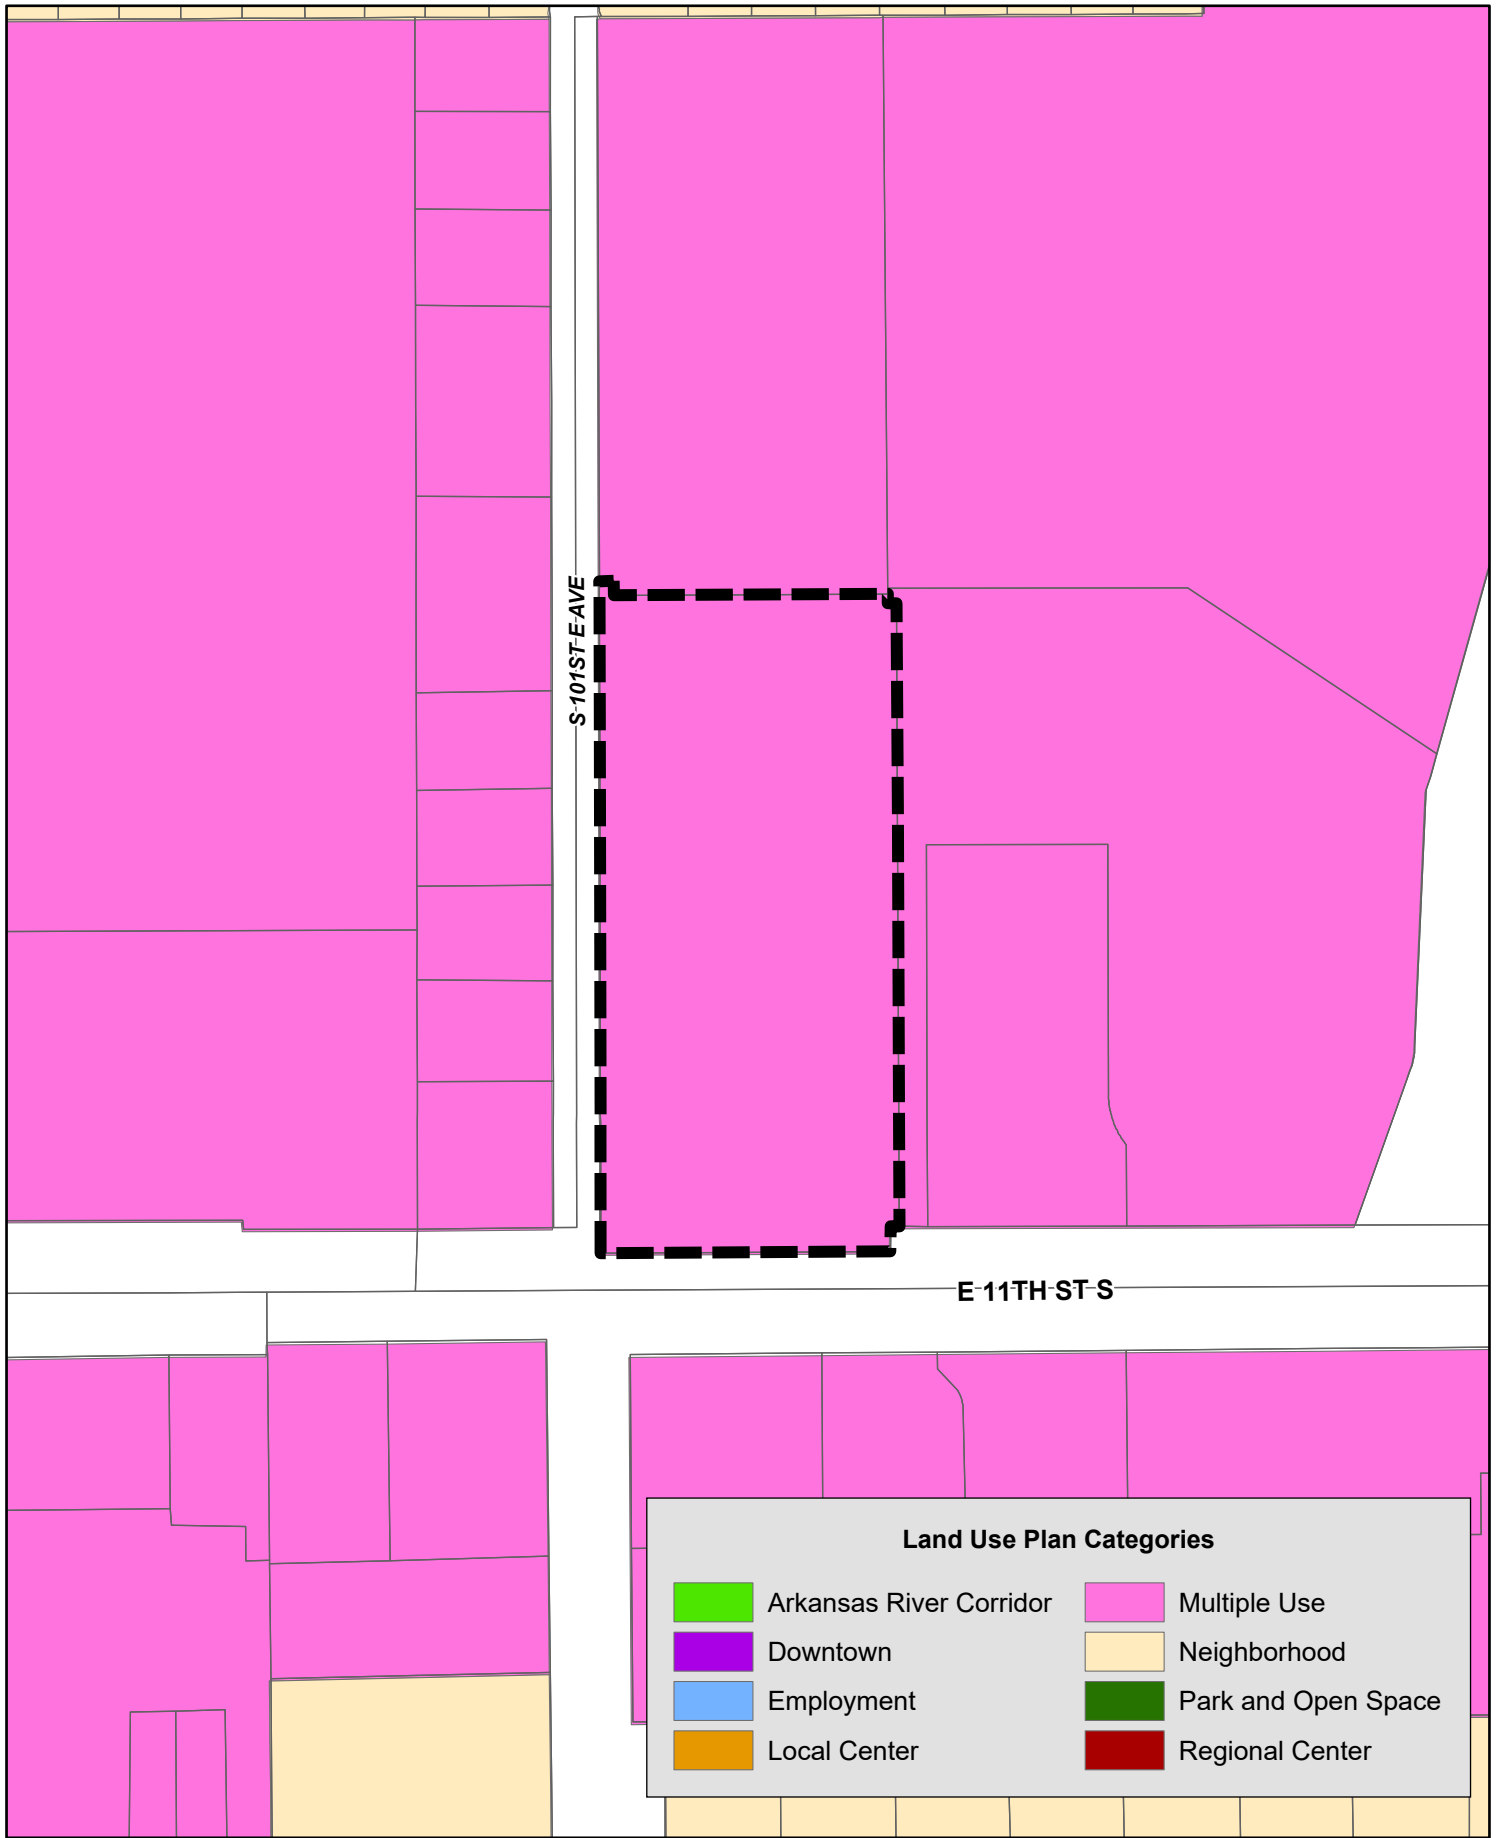 S 101ST E AVE
E 11TH ST S
Land Use Plan Categories
Arkansas River Corridor
Downtown
Employment
Local Center
Multiple Use
Neighborhood
Park and Open Space
Regional Center